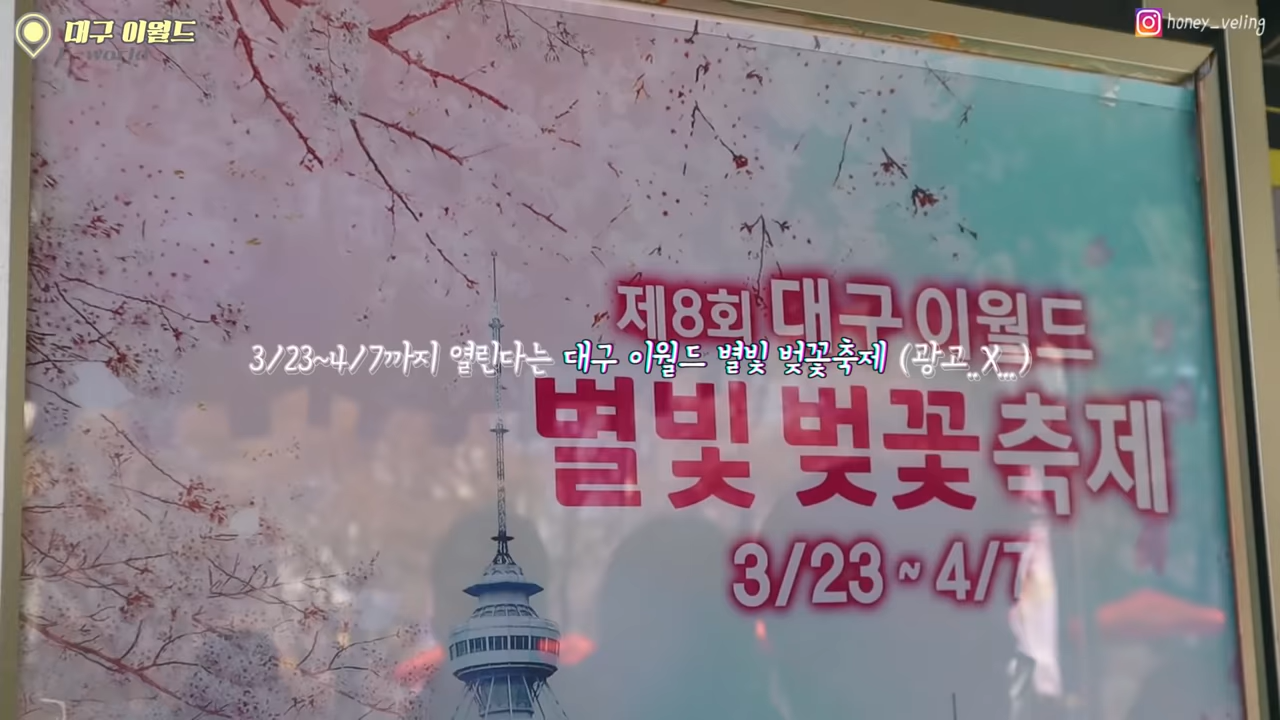 대구 이월드
E-world
honey_veling
제8회 대구 이월드
3/23~4/7까지 열린다는 대구 이월드 별빛 벚꽃축제 (광고..X...)
별빛 벚꽃 축제
3/23 ~ 4/7